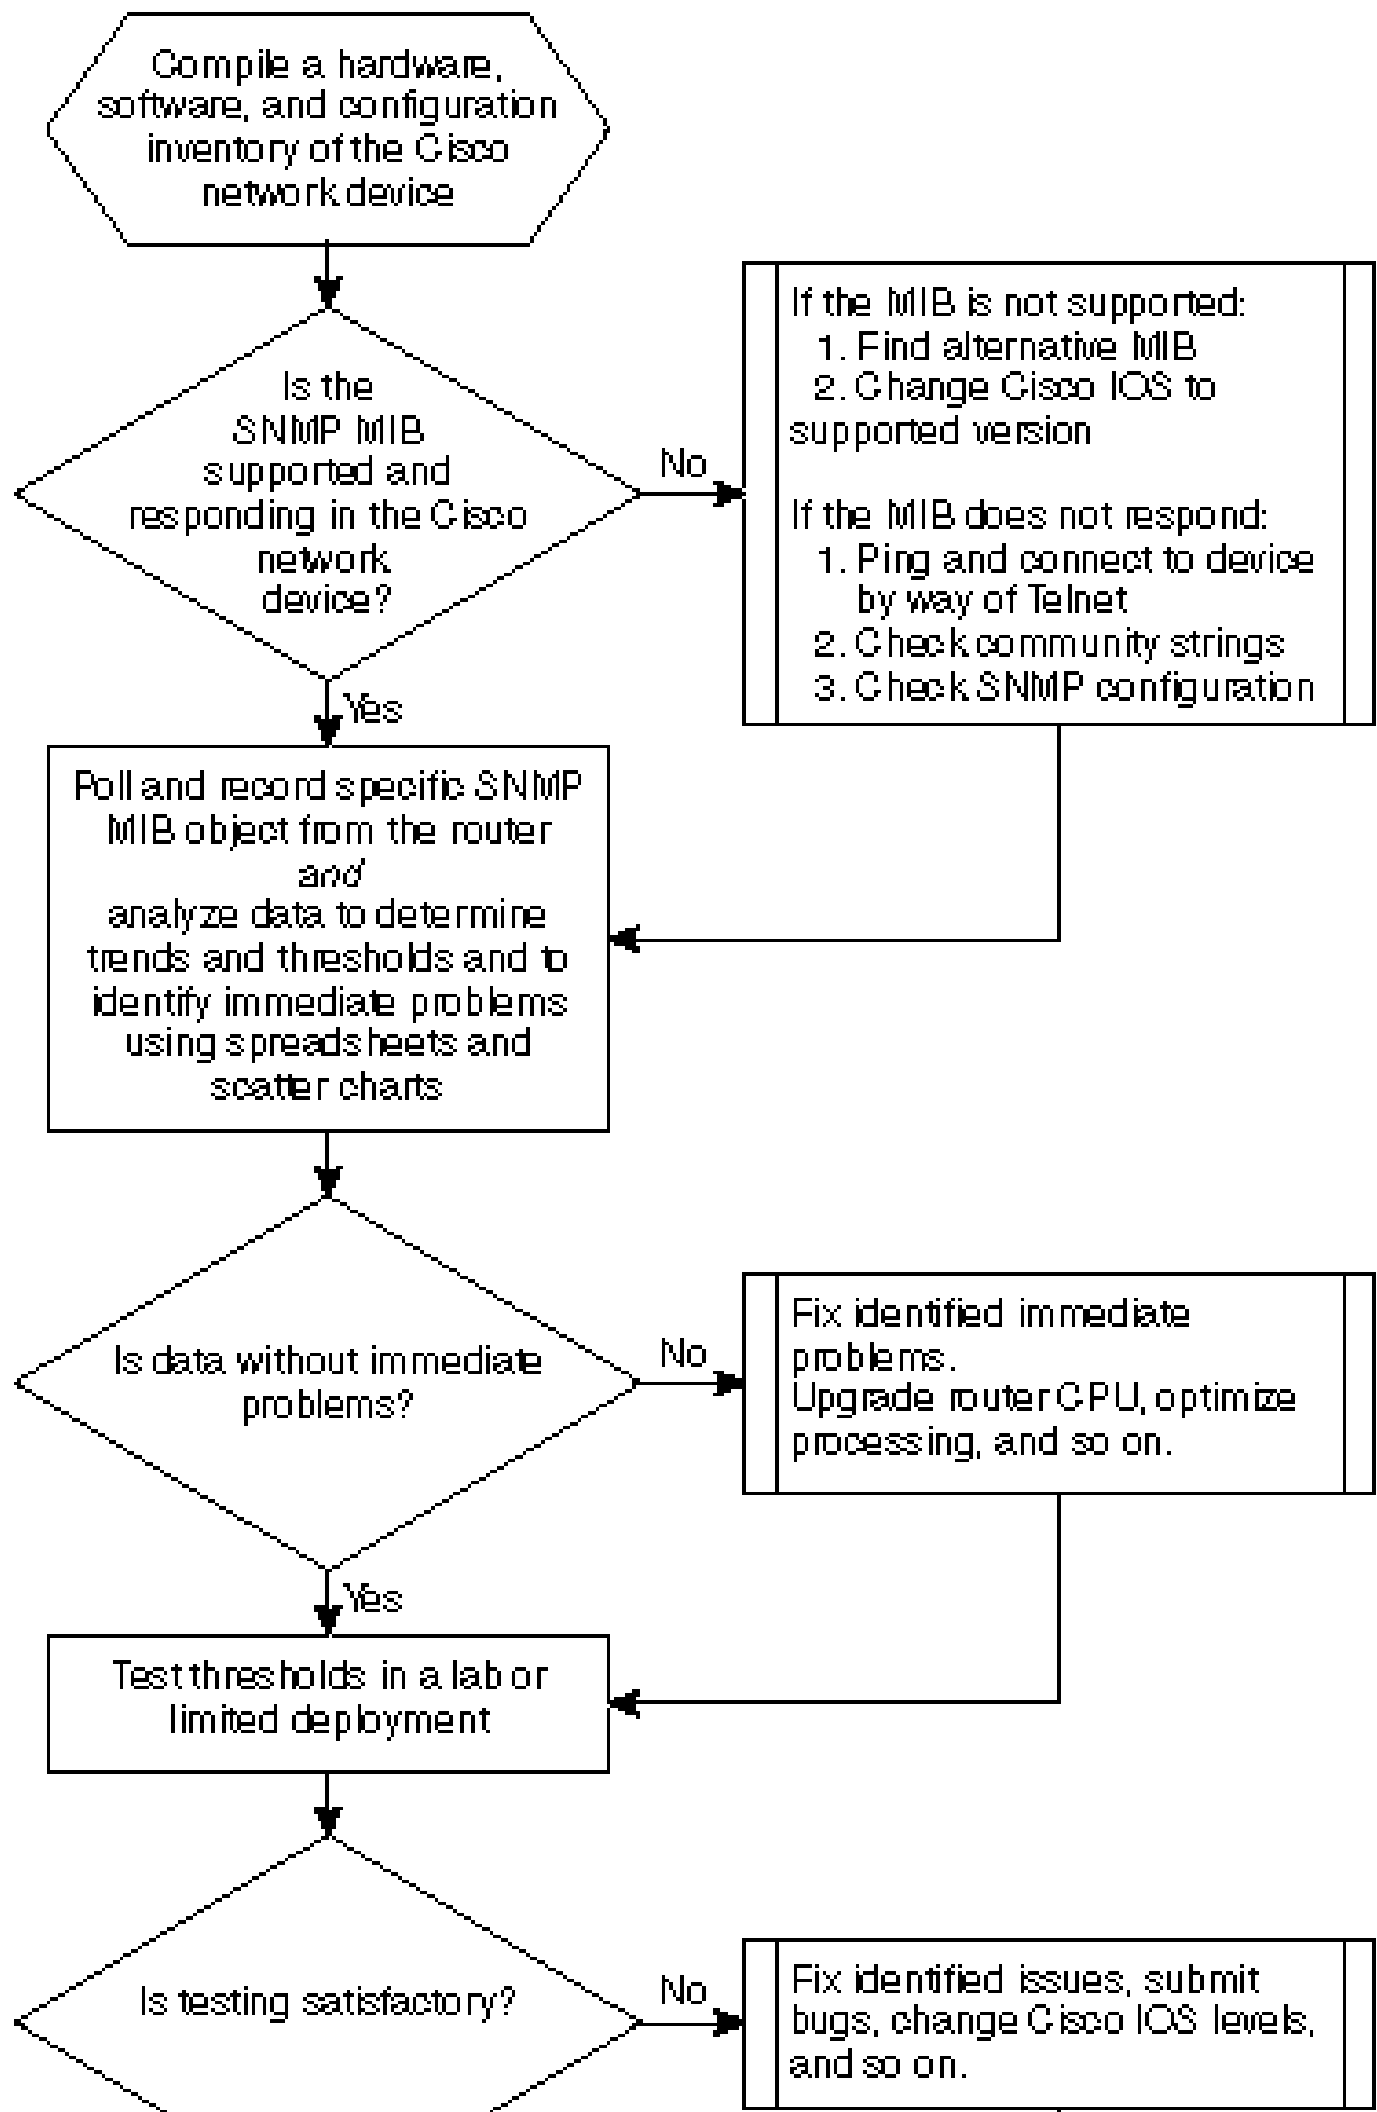 Compile a hardware,
software, and configuration
inventory of the Cisco
network device
Is the
SNMP MIB
supported and
responding in the Cisco
network
device?
No
If the MIB is not supported:
1. Find alternative MIB
2. Change Cisco IOS to
supported version
If the MIB does not respond:
1. Ping and connect to device
by way of Telnet
2. Check community strings
3. Check SNMP configuration
Yes
Poll and record specific SNMP
MIB object from the router
and
analyze data to determine
trends and thresholds and to
identify immediate problems
using spreadsheets and
scatter charts
Is data without immediate
problems?
No
Fix identified immediate
problems.
Upgrade router CPU, optimize
processing, and so on.
Yes
Test thresholds in a lab or
limited deployment
Is testing satisfactory?
No
Fix identified issues, submit
bugs, change Cisco IOS levels,
and so on.